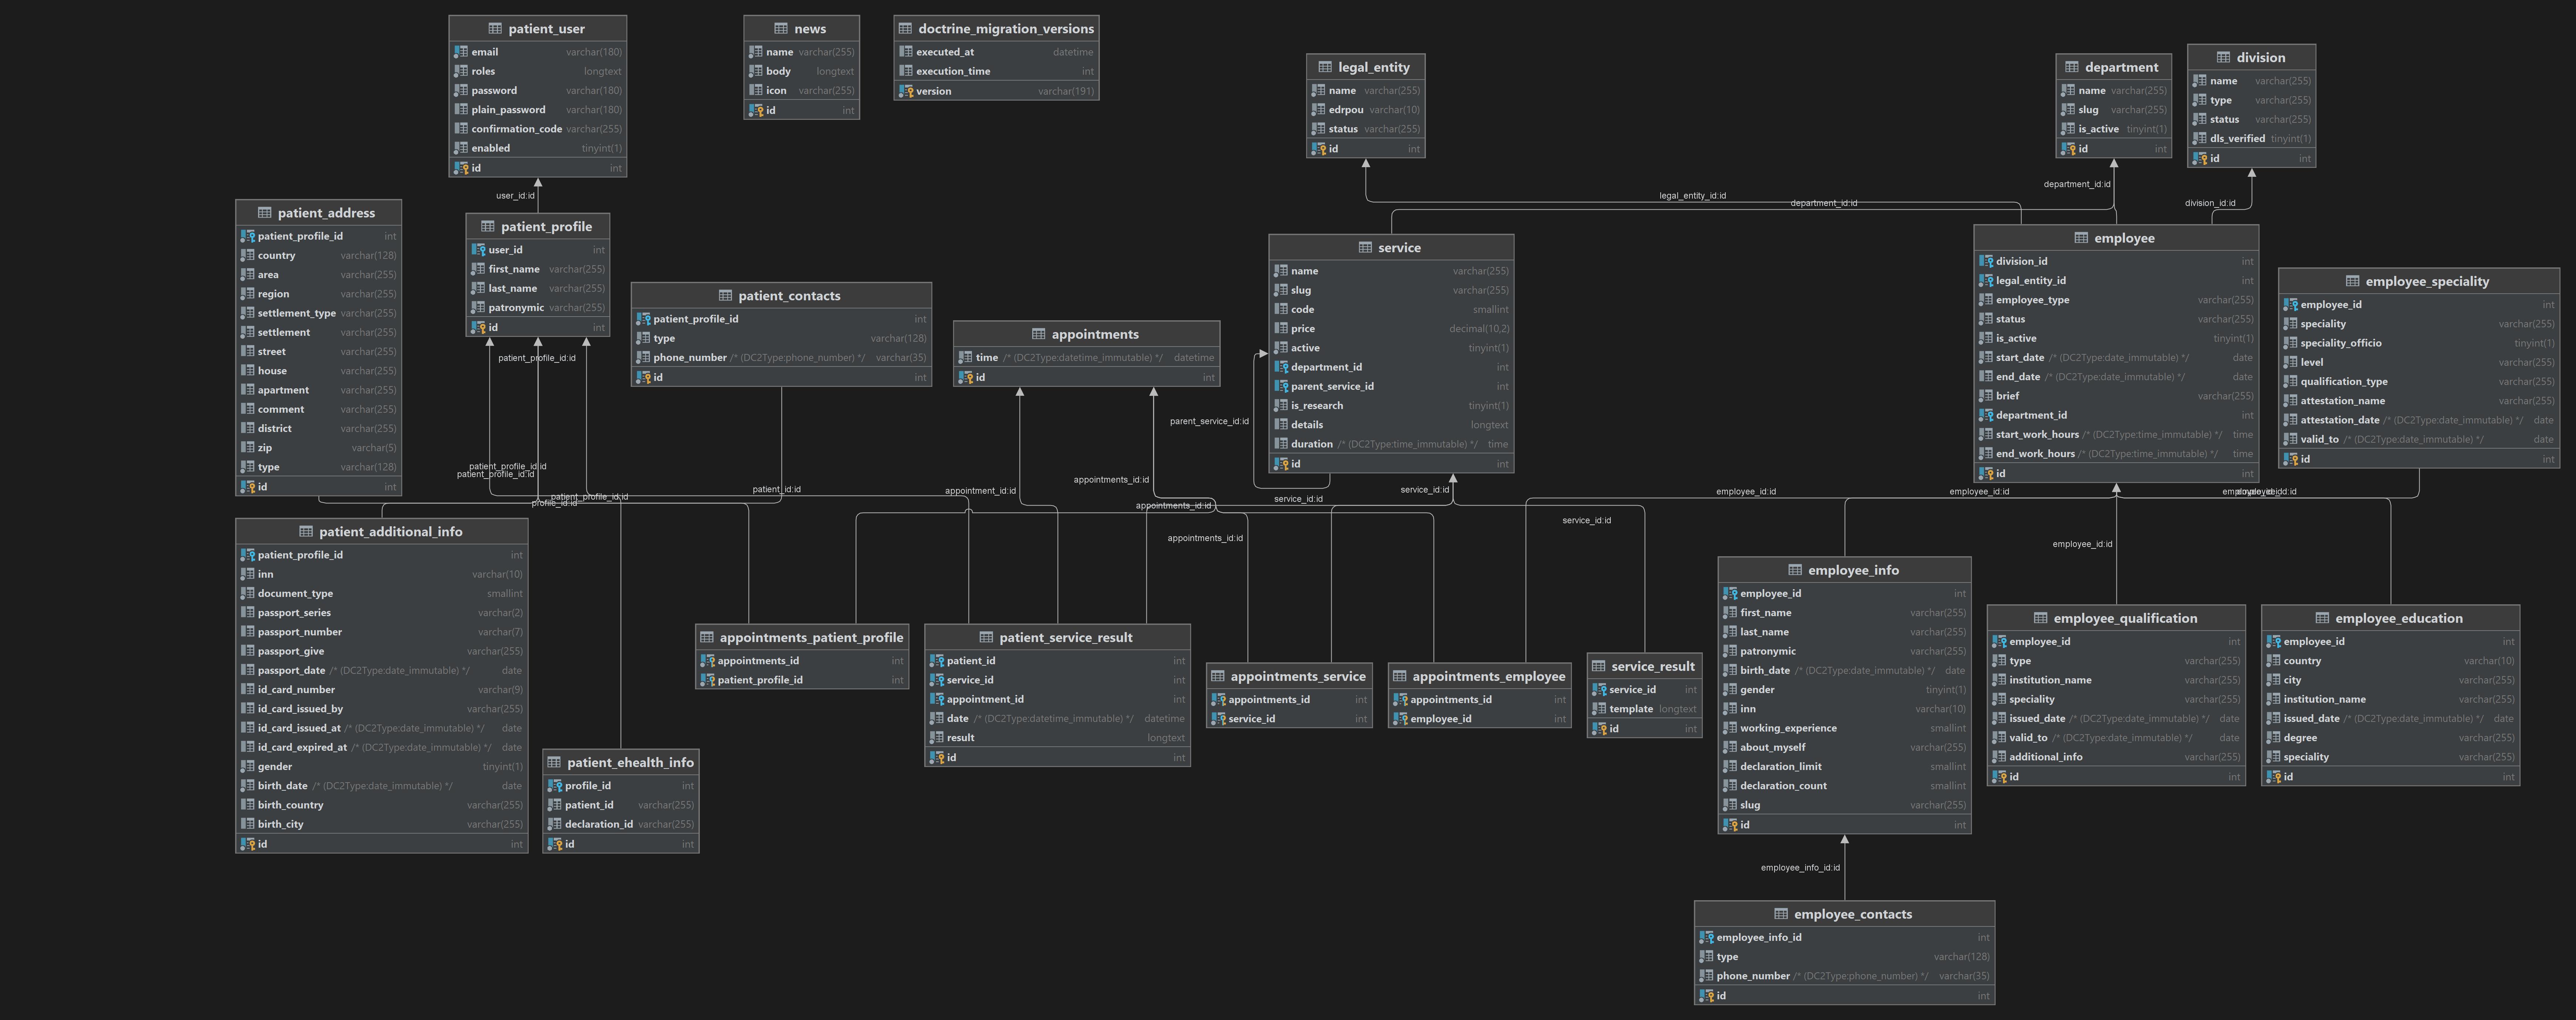 patient_user
email varchar(180)
roles longtext
password varchar(180)
plain_password varchar(180)
confirmation_code varchar(255)
enabled tinyint(1)
id int
news
name varchar(255)
body longtext
icon varchar(255)
id int
doctrine_migration_versions
executed_at datetime
execution_time int
version varchar(191)
legal_entity
name varchar(255)
edrpou varchar(10)
status varchar(255)
id int
department
name varchar(255)
slug varchar(255)
is_active tinyint(1)
id int
division
name varchar(255)
type varchar(255)
status varchar(255)
dls_verified tinyint(1)
id int
user_id:id
legal_entity_id:id
department_id:id
department_id:id
division_id:id
patient_address
patient_profile_id int
country varchar(128)
area varchar(255)
region varchar(255)
settlement_type varchar(255)
settlement varchar(255)
street varchar(255)
house varchar(255)
apartment varchar(255)
comment varchar(255)
district varchar(255)
zip varchar(5)
type varchar(128)
id int
patient_profile
user_id int
first_name varchar(255)
last_name varchar(255)
patronymic varchar(255)
id int
patient_profile_id:id
patient_contacts
patient_profile_id int
type varchar(128)
phone_number /* (DC2Type:phone_number) */ varchar(35)
id int
appointments
time /* (DC2Type:datetime_immutable) */ datetime
id int
service
name varchar(255)
slug varchar(255)
code smallint
price decimal(10,2)
active tinyint(1)
department_id int
parent_service_id int
is_research tinyint(1)
details longtext
duration /* (DC2Type:time_immutable) */ time
id int
parent_service_id:id
employee
division_id int
legal_entity_id int
employee_type varchar(255)
status varchar(255)
is_active tinyint(1)
start_date /* (DC2Type:date_immutable) */ date
end_date /* (DC2Type:date_immutable) */ date
brief varchar(255)
department_id int
start_work_hours /* (DC2Type:time_immutable) */ time
end_work_hours /* (DC2Type:time_immutable) */ time
id int
employee_speciality
employee_id int
speciality varchar(255)
speciality_officio tinyint(1)
level varchar(255)
qualification_type varchar(255)
attestation_name varchar(255)
attestation_date /* (DC2Type:date_immutable) */ date
valid_to /* (DC2Type:date_immutable) */ date
id int
patient_profile_id:id
patient_profile_id:id
patient_profile_id:id
profile_id:id
patient_id:id
appointment_id:id
appointments_id:id
appointments_id:id
appointments_id:id
service_id:id
service_id:id
service_id:id
employee_id:id
employee_id:id
employee_id:id
patient_additional_info
patient_profile_id int
inn varchar(10)
document_type smallint
passport_series varchar(2)
passport_number varchar(7)
passport_give varchar(255)
passport_date /* (DC2Type:date_immutable) */ date
id_card_number varchar(9)
id_card_issued_by varchar(255)
id_card_issued_at /* (DC2Type:date_immutable) */ date
id_card_expired_at /* (DC2Type:date_immutable) */ date
gender tinyint(1)
birth_date /* (DC2Type:date_immutable) */ date
birth_country varchar(255)
birth_city varchar(255)
id int
patient_ehealth_info
profile_id int
patient_id varchar(255)
declaration_id varchar(255)
id int
appointments_patient_profile
appointments_id int
patient_profile_id int
patient_service_result
patient_id int
service_id int
appointment_id int
date /* (DC2Type:datetime_immutable) */ datetime
result longtext
id int
appointments_service
appointments_id int
service_id int
appointments_employee
appointments_id int
employee_id int
service_result
service_id int
template longtext
id int
employee_info
employee_id int
first_name varchar(255)
last_name varchar(255)
patronymic varchar(255)
birth_date /* (DC2Type:date_immutable) */ date
gender tinyint(1)
inn varchar(10)
working_experience smallint
about_myself varchar(255)
declaration_limit smallint
declaration_count smallint
slug varchar(255)
id int
employee_qualification
employee_id int
type varchar(255)
institution_name varchar(255)
speciality varchar(255)
issued_date /* (DC2Type:date_immutable) */ date
valid_to /* (DC2Type:date_immutable) */ date
additional_info varchar(255)
id int
employee_education
employee_id int
country varchar(10)
city varchar(255)
institution_name varchar(255)
issued_date /* (DC2Type:date_immutable) */ date
degree varchar(255)
speciality varchar(255)
id int
employee_info_id:id
employee_contacts
employee_info_id int
type varchar(128)
phone_number /* (DC2Type:phone_number) */ varchar(35)
id int